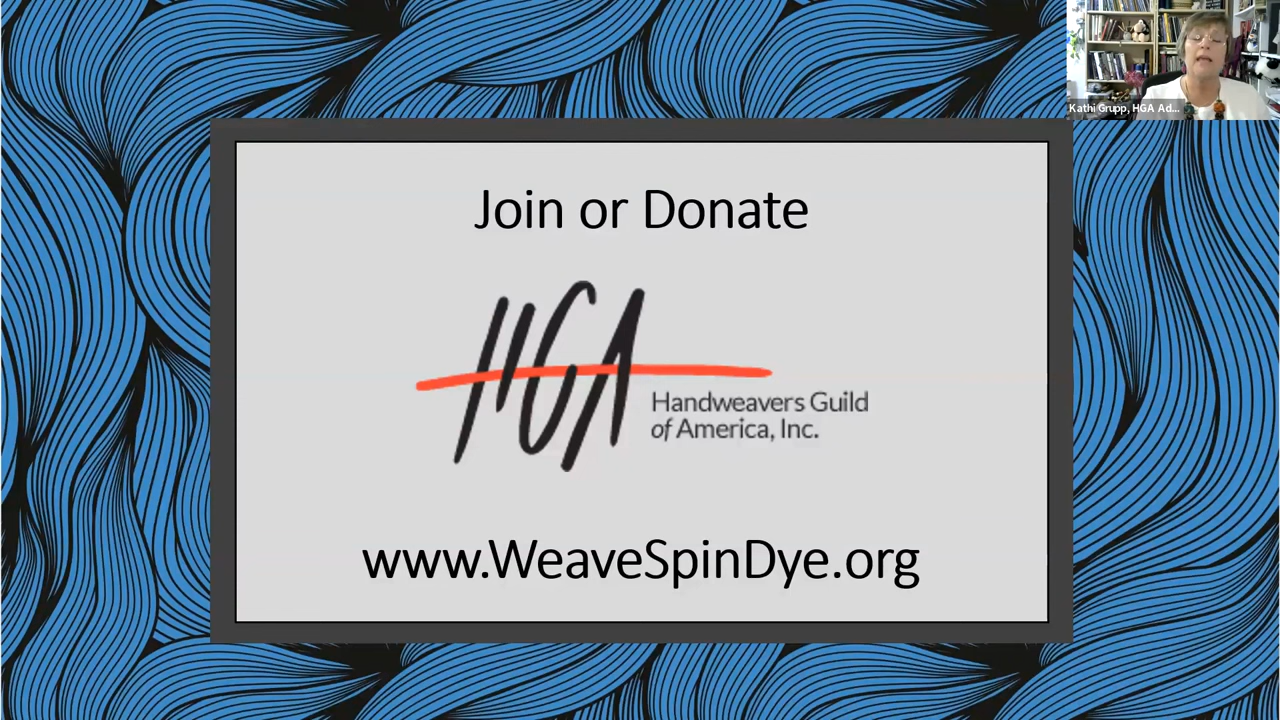 Kathi Grupp, HGA Ad...
Join or Donate
HGA
Handweavers Guild
of America, Inc.
www.WeaveSpinDye.org